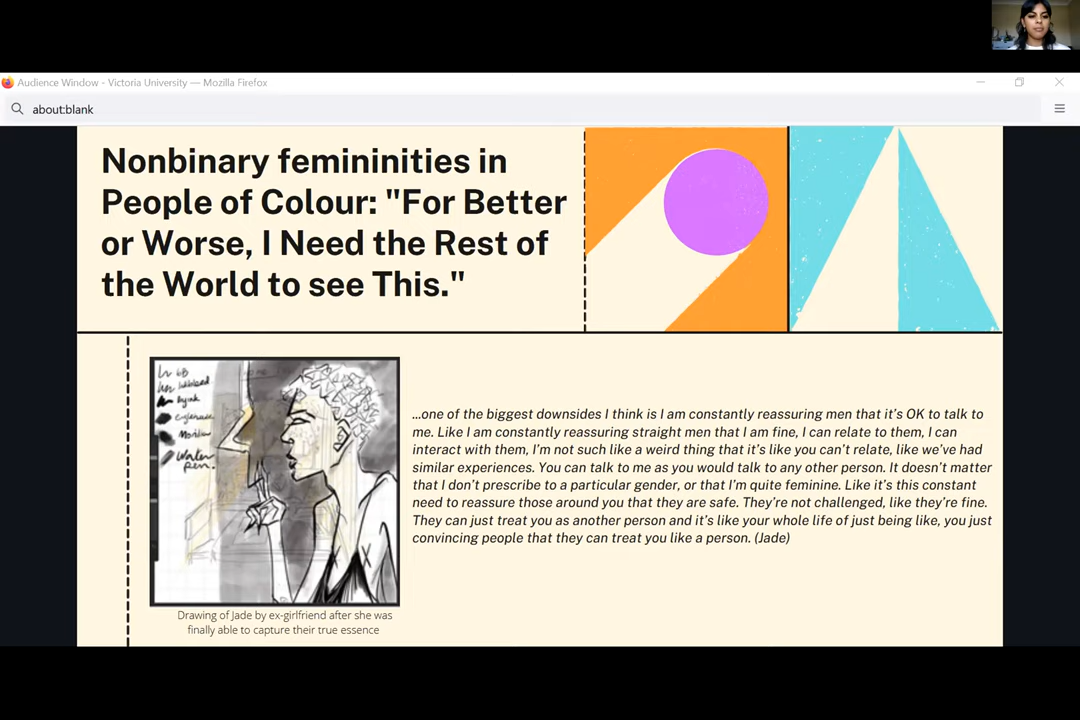 Audience Window - Victoria University — Mozilla Firefox
about:blank
Nonbinary femininities in
People of Colour: "For Better
or Worse, I Need the Rest of
the World to see This."
6B
...one of the biggest downsides I think is I am constantly reassuring men that it's OK to talk to
me. Like I am constantly reassuring straight men that I am fine, I can relate to them, I can
interact with them, I'm not such like a weird thing that it's like you can't relate, like we've had
similar experiences. You can talk to me as you would talk to any other person. It doesn't matter
that I don't prescribe to a particular gender, or that I'm quite feminine. Like it's this constant
need to reassure those around you that they are safe. They're not challenged, like they're fine.
They can just treat you as another person and it's like your whole life of just being like, you just
convincing people that they can treat you like a person. (Jade)
Drawing of Jade by ex-girlfriend after she was
finally able to capture their true essence